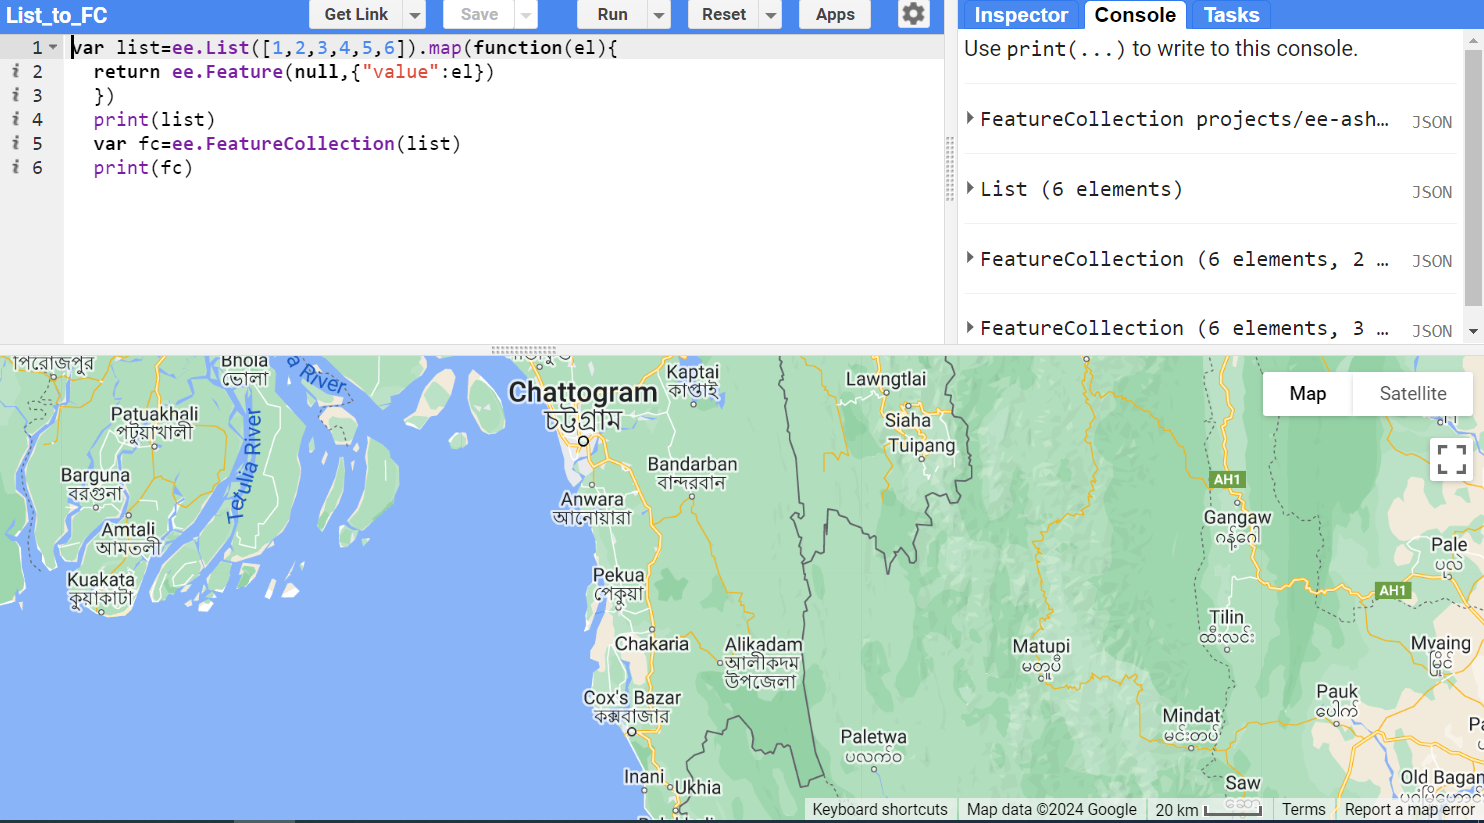 List_to_FC
Get Link
Save
Run
Reset
Apps
Inspector
Console
Tasks
1 var list=ee.List([1,2,3,4,5,6]).map(function(el){
i 2 return ee.Feature(null,{"value":el})
i 3 })
i 4 print(list)
i 5 var fc=ee.FeatureCollection(list)
i 6 print(fc)
Use print(...) to write to this console.
FeatureCollection projects/ee-ash… JSON
List (6 elements) JSON
FeatureCollection (6 elements, 2 … JSON
FeatureCollection (6 elements, 3 … JSON
পিরোজপুর
Bhola
ভোলা
a River
Chattogram
চট্টগ্রাম
Kaptai
কাপ্তাই
Lawngtlai
Map
Satellite
Patuakhali
পটুয়াখালী
Siaha
Tuipang
Tetulia River
Barguna
বরগুনা
Bandarban
বান্দরবান
AH1
Anwara
আনোয়ারা
Gangaw
ဂန့်ဂေါ
Amtali
আমতলী
Pale
ပုလဲ
Kuakata
কুয়াকাটা
Pekua
পেকুয়া
AH1
Tilin
ထီးလင်း
Chakaria
Alikadam
আলীকদম
উপজেলা
Matupi
မတူပီ
Myaing
မြိုင်
Cox's Bazar
কক্সবাজার
Pauk
ပေါက်
Mindat
မင်းတပ်
Paletwa
ပလက်ဝ
Inani
Ukhia
Saw
ဆော
Old Bagan
Keyboard shortcuts
Map data ©2024 Google
20 km
Terms
Report a map error